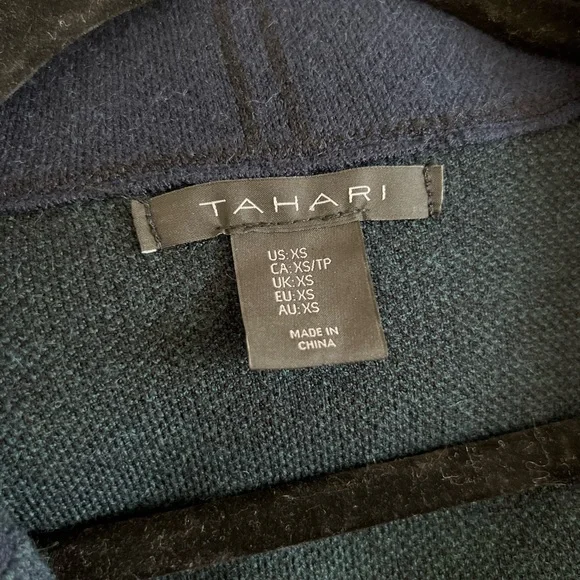 TAHARI
US:XS
CA:XS/TP
UK:XS
EU:XS
AU:XS
MADE IN
CHINA